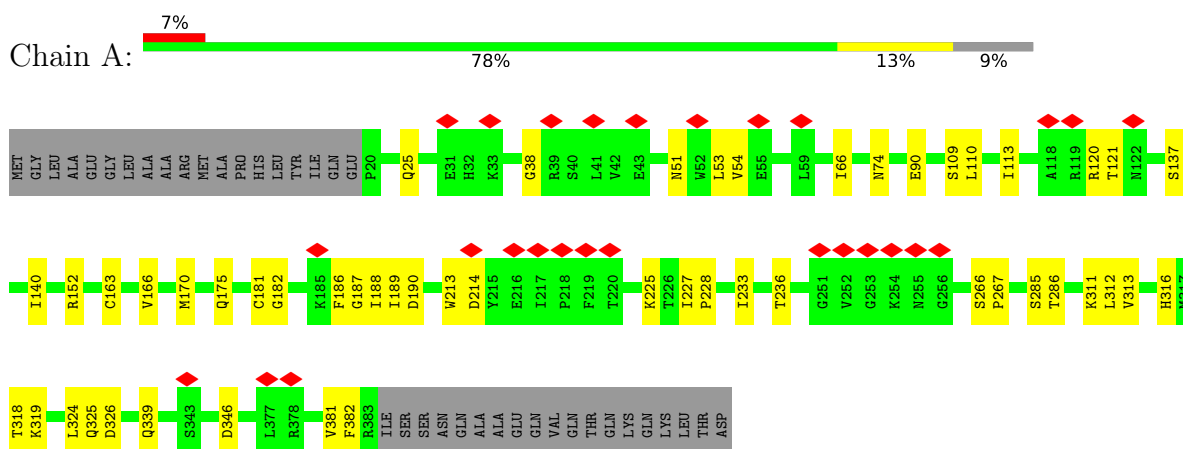 7%
Chain A:
78% 13% 9%
MET GLY LEU ALA GLU GLY LEU ALA ALA ARG MET ALA PRO HIS LEU TYR ILE GLN GLU P20 Q25 E31 H32 K33 G38 R39 S40 L41 V42 E43 N51 W52 L53 V54 E55 L59 I66 N74 E90 S109 L110 I113 A118 R119 R120 T121 N122 S137
I140 R152 C163 V166 M170 Q175 C181 G182 K185 F186 G187 I188 I189 D190 W213 D214 Y215 E216 I217 P218 F219 T220 K225 T226 I227 P228 I233 T236 G251 V252 G253 K254 N255 G256 S266 P267 S285 T286 K311 L312 V313 H316
T318 K319 L324 Q325 D326 Q339 S343 D346 L377 R378 V381 F382 R383 ILE SER SER ASN GLN ALA ALA GLU GLN VAL GLN THR GLN LYS GLN LYS LEU THR ASP